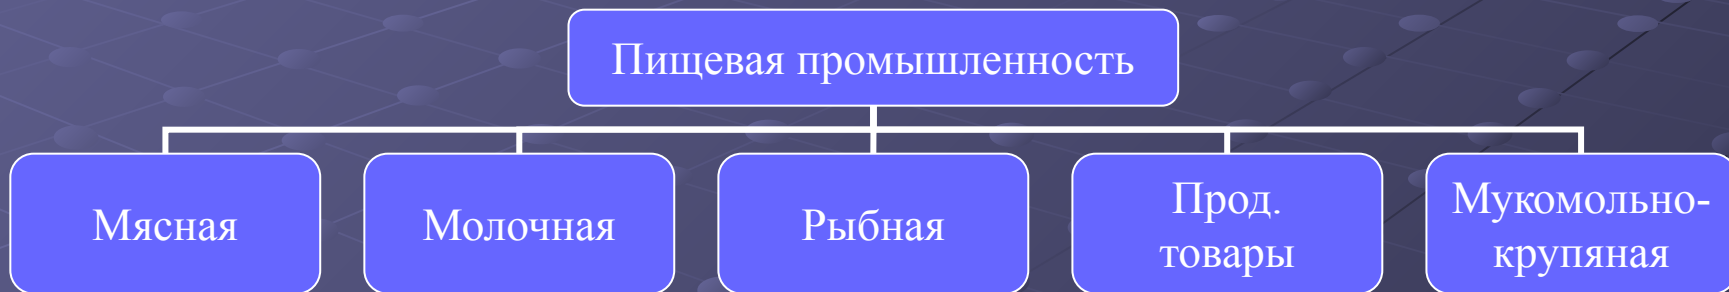 Пищевая промышленность
Мясная
Молочная
Рыбная
Прод.
товары
Мукомольно-
крупяная